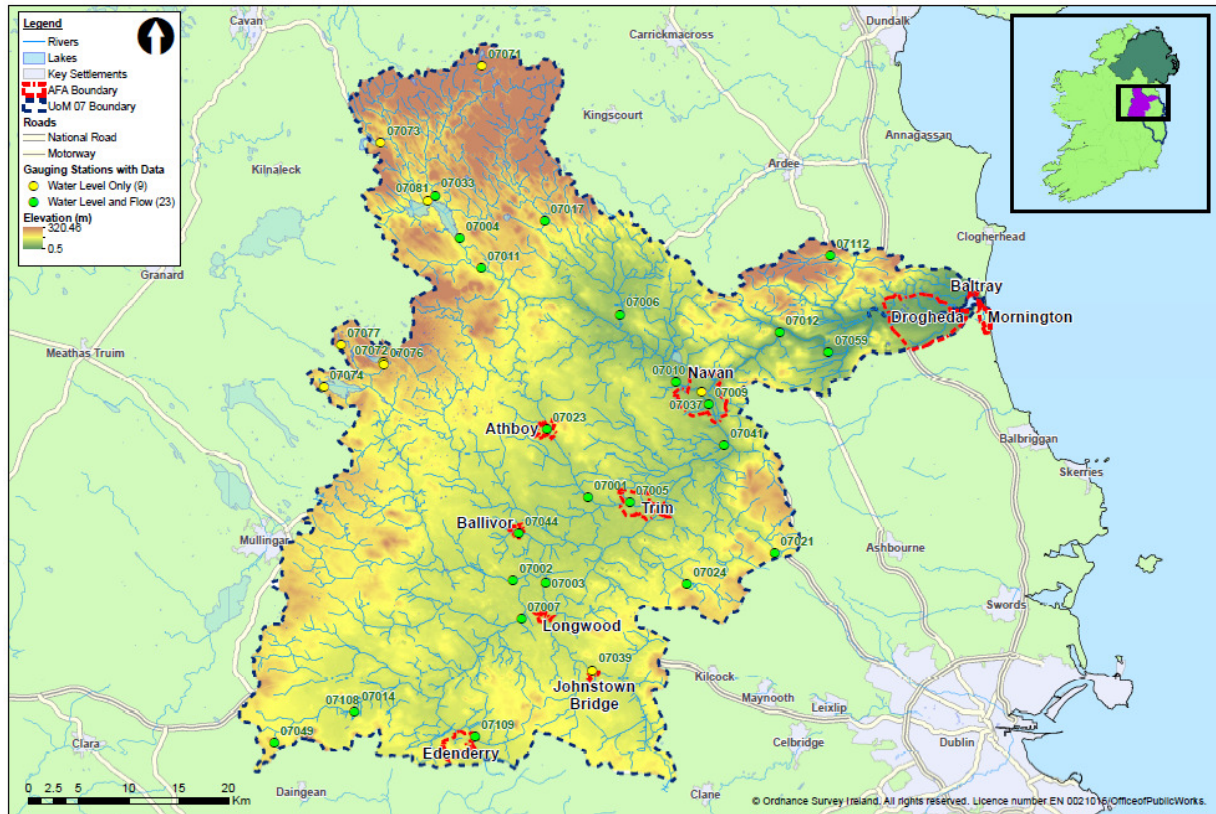 Legend
Rivers
Lakes
Key Settlements
AFA Boundary
UoM 07 Boundary
Roads
National Road
Motorway
Gauging Stations with Data
Water Level Only (9)
Water Level and Flow (23)
Elevation (m)
320.46
0.5
Cavan
Carrickmacross
Dundalk
07071
Kingscourt
Annagassan
07073
Ardee
Kilnaleck
07081
07033
07017
07004
Clogherhead
07112
Granard
07011
Baltray
07006
Drogheda
Mornington
07012
07077
Meathas Truim
07072
07076
07059
07074
07010
Navan
07009
07037
07023
Athboy
07041
Balbriggan
Skerries
07001
07005
Trim
Ballivor
07044
Mullingar
07021
Ashbourne
07002
07003
07024
Swords
07007
Longwood
07039
Johnstown
Bridge
Kilcock
Maynooth
Leixlip
07108
07014
07109
07049
Edenderry
Clara
Celbridge
Dublin
Daingean
Clane
0 2.5 5 10 15 20
Km
© Ordnance Survey Ireland. All rights reserved. Licence number EN 0021016/OfficeofPublicWorks.